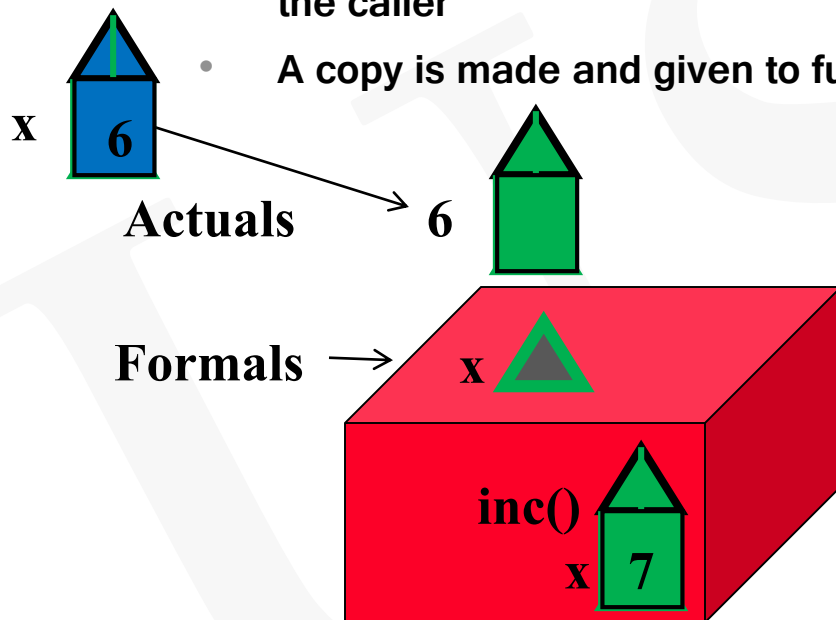 the caller
• A copy is made and given to fu
x
6
Actuals
6
Formals
x
inc()
x
7